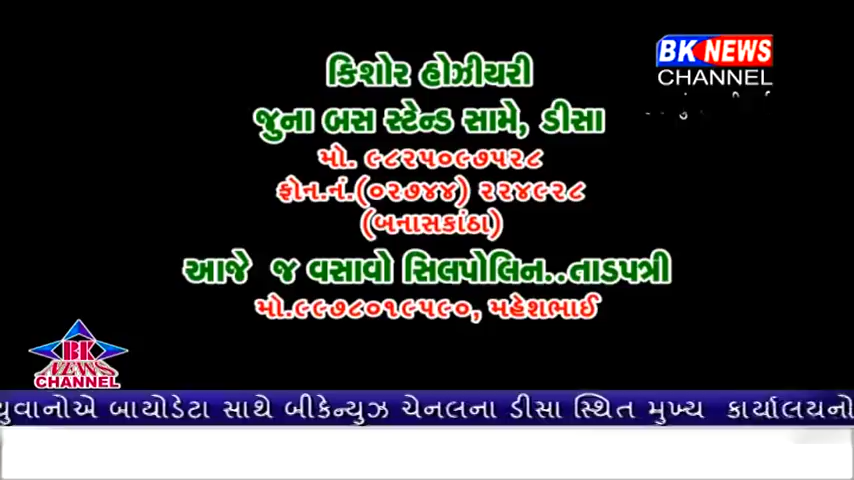 કિશોર હોઝીયરી
BK NEWS
CHANNEL
જુના બસ સ્ટેન્ડ સામે, ડીસા
મો. ૯૮૨૫૦૯૭૫૨૮
ફોન.નં.(૦૨૭૪૪) ૨૨૪૯૨૮
(બનાસકાંઠા)
આજે જ વસાવો સિલપોલિન..તાડપત્રી
મો.૯૯૭૮૦૧૯૫૯૦, મહેશભાઈ
BK
NEWS
CHANNEL
યુવાનોએ બાયોડેટા સાથે બીકેન્યુઝ ચેનલના ડીસા સ્થિત મુખ્ય કાર્યાલયનો